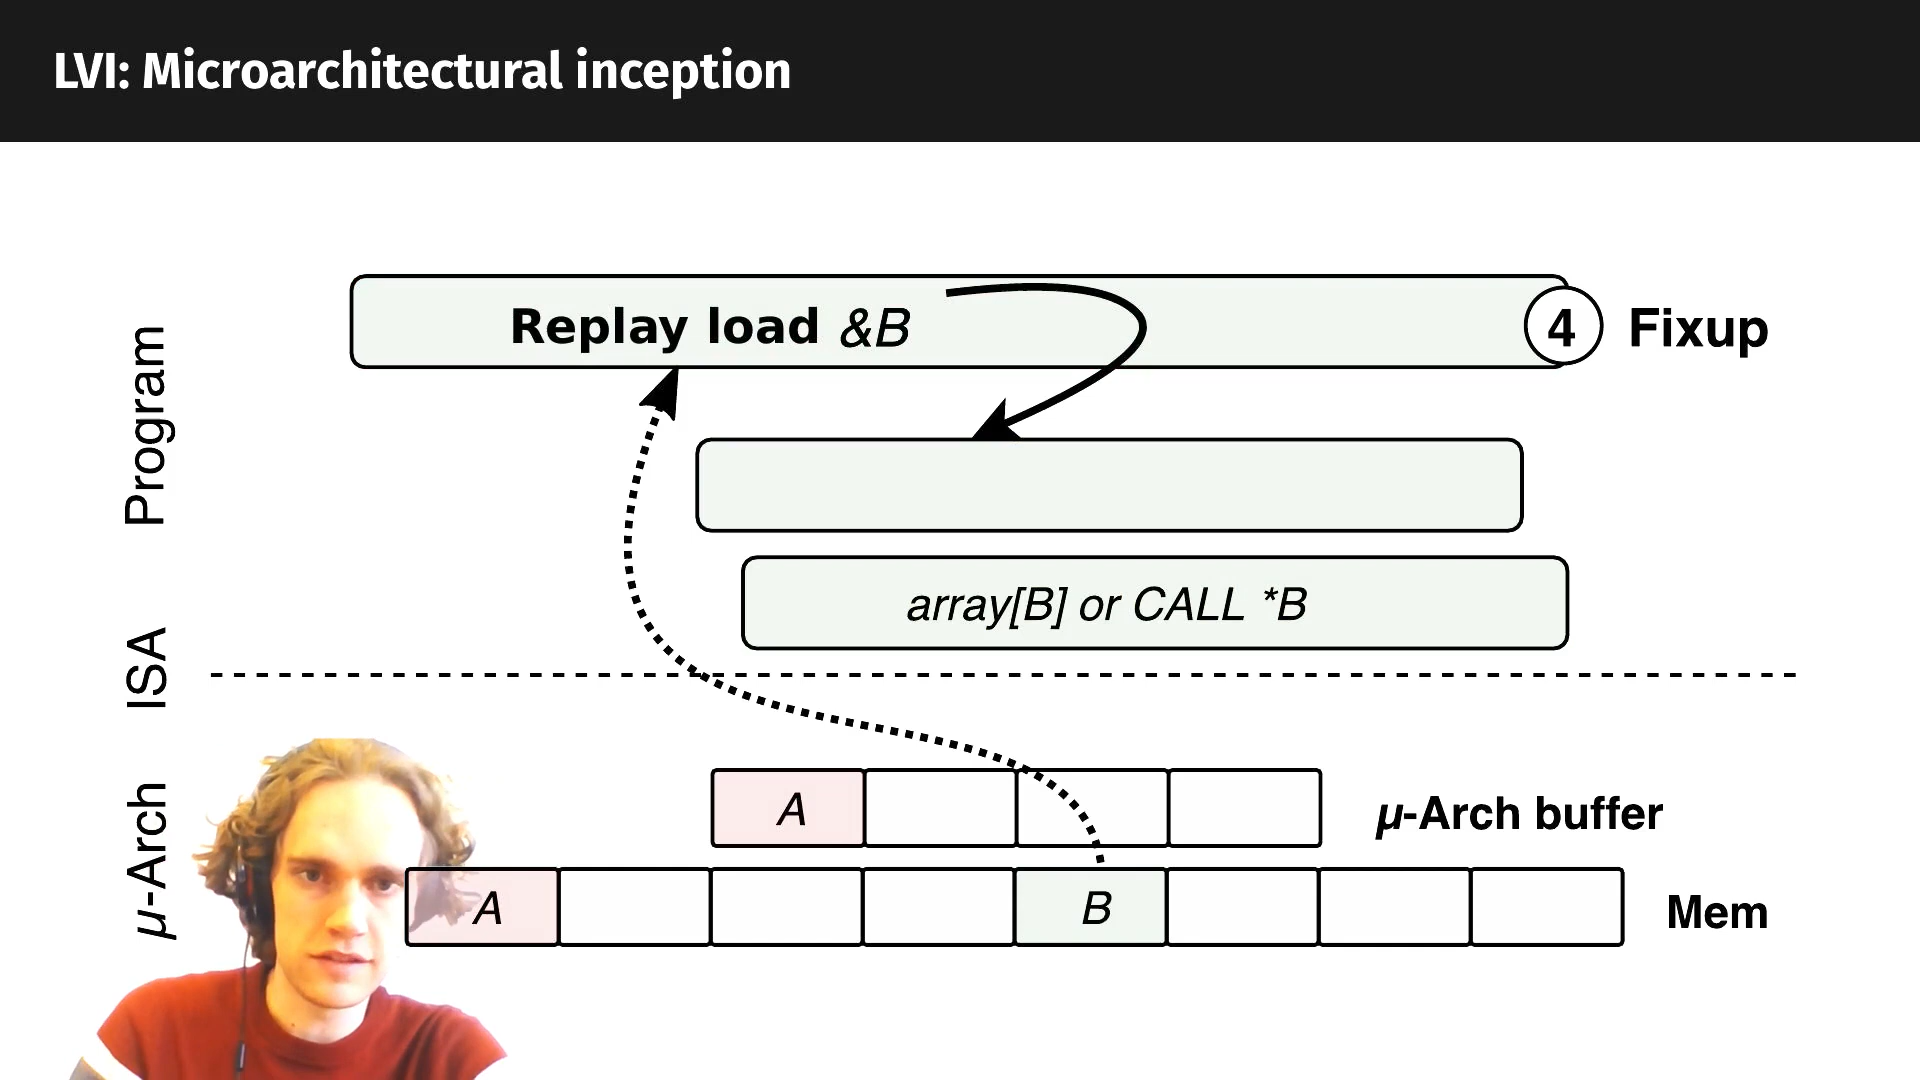 LVI: Microarchitectural inception
Replay load &B
4 Fixup
Program
array[B] or CALL *B
ISA
μ-Arch
A
μ-Arch buffer
A B
Mem